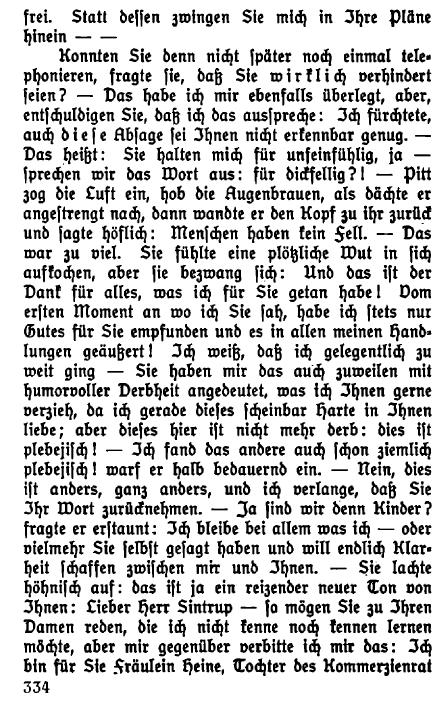 frei. Statt dessen zwingen Sie mich in Ihre Pläne
hinein — —
Konnten Sie denn nicht später noch einmal tele-
phonieren, fragte sie, daß Sie wirklich verhindert
seien? — Das habe ich mir ebenfalls überlegt, aber,
entschuldigen Sie, daß ich das ausspreche: Ich fürchtete,
auch diese Absage sei Ihnen nicht erkennbar genug. —
Das heißt: Sie halten mich für unfeinfühlig, ja —
sprechen wir das Wort aus: für dickfellig?! — Pitt
zog die Luft ein, hob die Augenbrauen, als dächte er
angestrengt nach, dann wandte er den Kopf zu ihr zurück
und sagte höflich: Menschen haben kein Fell. — Das
war zu viel. Sie fühlte eine plötzliche Wut in sich
aufkochen, aber sie bezwang sich: Und das ist der
Dank für alles, was ich für Sie getan habe! Vom
ersten Moment an wo ich Sie sah, habe ich stets nur
Gutes für Sie empfunden und es in allen meinen Hand-
lungen geäußert! Ich weiß, daß ich gelegentlich zu
weit ging — Sie haben mir das auch zuweilen mit
humorvoller Derbheit angedeutet, was ich Ihnen gerne
verzieh, da ich gerade dieses scheinbar Harte in Ihnen
liebe; aber dieses hier ist nicht mehr derb: dies ist
plebejisch! — Ich fand das andere auch schon ziemlich
plebejisch! warf er halb bedauernd ein. — Nein, dies
ist anders, ganz anders, und ich verlange, daß Sie
Ihr Wort zurücknehmen. — Ja sind wir denn Kinder?
fragte er erstaunt: Ich bleibe bei allem was ich — oder
vielmehr Sie selbst gesagt haben und will endlich Klar-
heit schaffen zwischen mir und Ihnen. — Sie lachte
höhnisch auf: das ist ja ein reizender neuer Ton von
Ihnen: Lieber Herr Sintrup — so mögen Sie zu Ihren
Damen reden, die ich nicht kenne noch kennen lernen
möchte, aber mir gegenüber verbitte ich mir das: Ich
bin für Sie Fräulein Heine, Tochter des Kommerzienrat
334